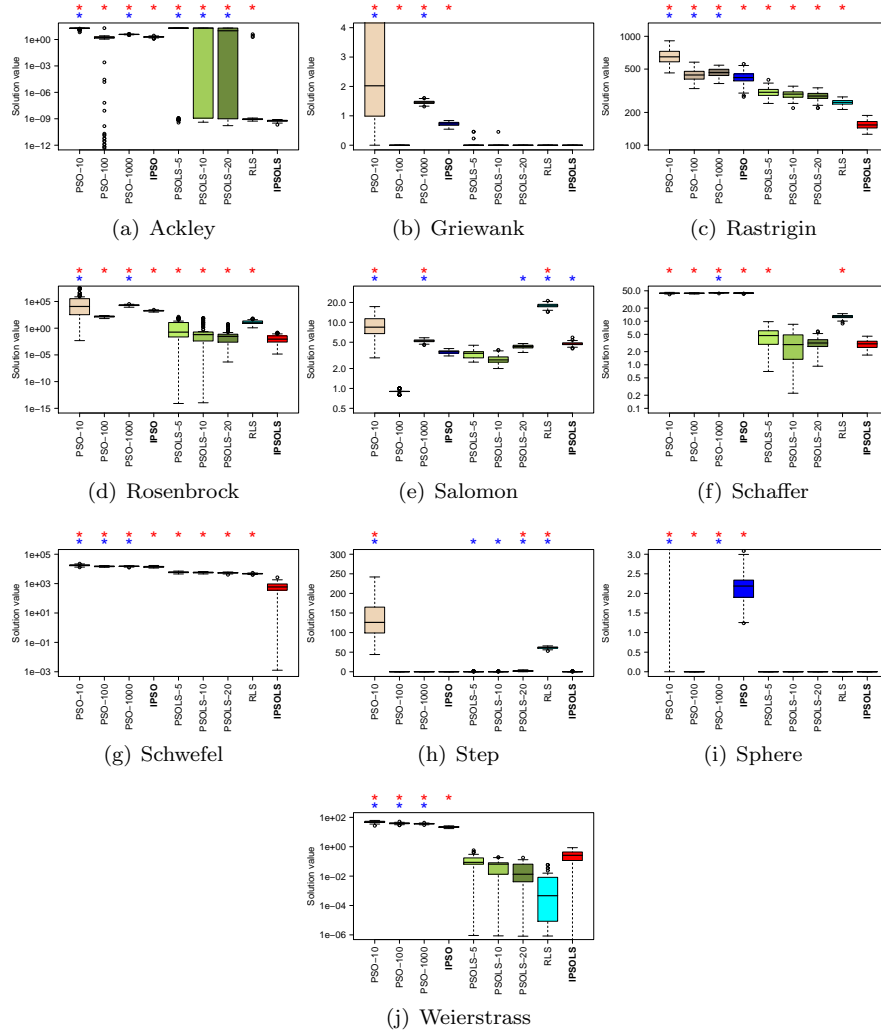 * * * * * * * *
* * * * *
Solution value
1e+00
1e−03
1e−06
1e−09
1e−12
PSO−10
PSO−100
PSO−1000
IPSO
PSOLS−5
PSOLS−10
PSOLS−20
RLS
IPSOLS
(a) Ackley
* * *
* *
Solution value
4
3
2
1
0
PSO−10
PSO−100
PSO−1000
IPSO
PSOLS−5
PSOLS−10
PSOLS−20
RLS
IPSOLS
(b) Griewank
* * * * * * * *
* * *
Solution value
1000
500
200
100
PSO−10
PSO−100
PSO−1000
IPSO
PSOLS−5
PSOLS−10
PSOLS−20
RLS
IPSOLS
(c) Rastrigin
* * * * * * * *
* *
Solution value
1e+05
1e+00
1e−05
1e−10
1e−15
PSO−10
PSO−100
PSO−1000
IPSO
PSOLS−5
PSOLS−10
PSOLS−20
RLS
IPSOLS
(d) Rosenbrock
* * *
* * * * *
Solution value
20.0
10.0
5.0
2.0
1.0
0.5
PSO−10
PSO−100
PSO−1000
IPSO
PSOLS−5
PSOLS−10
PSOLS−20
RLS
IPSOLS
(e) Salomon
* * * * * *
*
Solution value
50.0
20.0
10.0
5.0
2.0
1.0
0.5
0.2
0.1
PSO−10
PSO−100
PSO−1000
IPSO
PSOLS−5
PSOLS−10
PSOLS−20
RLS
IPSOLS
(f) Schaffer
* * * * * * * *
* * *
Solution value
1e+05
1e+03
1e+01
1e−01
1e−03
PSO−10
PSO−100
PSO−1000
IPSO
PSOLS−5
PSOLS−10
PSOLS−20
RLS
IPSOLS
(g) Schwefel
* * *
* * * * *
Solution value
300
250
200
150
100
50
0
PSO−10
PSO−100
PSO−1000
IPSO
PSOLS−5
PSOLS−10
PSOLS−20
RLS
IPSOLS
(h) Step
* * * *
* *
Solution value
3.0
2.5
2.0
1.5
1.0
0.5
0.0
PSO−10
PSO−100
PSO−1000
IPSO
PSOLS−5
PSOLS−10
PSOLS−20
RLS
IPSOLS
(i) Sphere
* * * *
* * *
Solution value
1e+02
1e+00
1e−02
1e−04
1e−06
PSO−10
PSO−100
PSO−1000
IPSO
PSOLS−5
PSOLS−10
PSOLS−20
RLS
IPSOLS
(j) Weierstrass